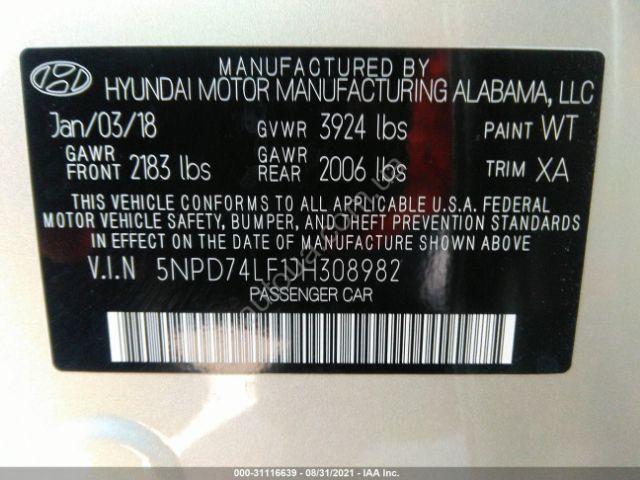 MANUFACTURED BY
HYUNDAI MOTOR MANUFACTURING ALABAMA, LLC
Jan/03/18 GVWR 3924 lbs PAINT WT
GAWR FRONT 2183 lbs GAWR REAR 2006 lbs TRIM XA
THIS VEHICLE CONFORMS TO ALL APPLICABLE U.S.A. FEDERAL
MOTOR VEHICLE SAFETY, BUMPER, AND THEFT PREVENTION STANDARDS
IN EFFECT ON THE DATE OF MANUFACTURE SHOWN ABOVE.
V.I.N 5NPD74LF1JH308982
PASSENGER CAR
©-31116639 - 08/31/2021 - IAA Inc.